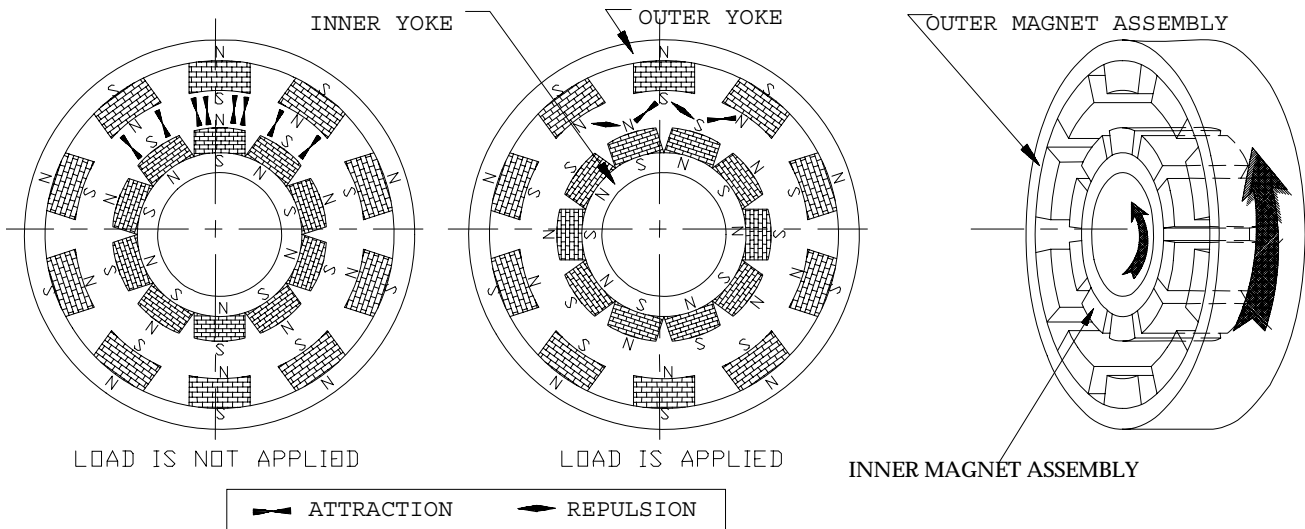 INNER YOKE
OUTER YOKE
OUTER MAGNET ASSEMBLY
N
S S
S
N
N S S N
S
N N
N S N S S N S N
N N
S N S S N S
S N S
N S N
S S
N
N N
S
LOAD IS NOT APPLIED
N
S S
S
N N S N
S S N N
N S N S S N
N S N S
N S
S N S N S N
N S
N S
S S
N
N N
S
LOAD IS APPLIED
INNER MAGNET ASSEMBLY
ATTRACTION
REPULSION